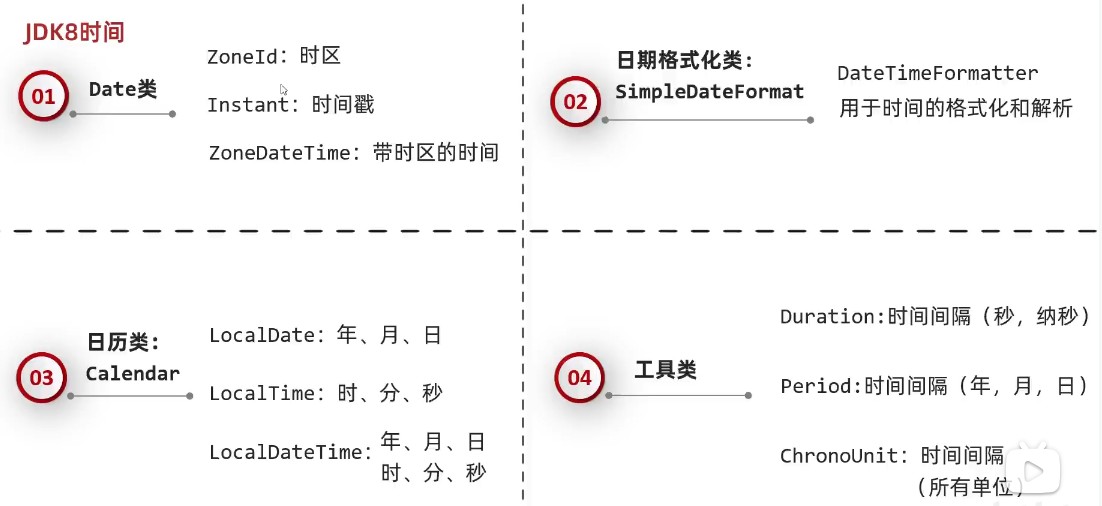 JDK8时间
01
Date类
ZoneId：时区
Instant：时间戳
ZoneDateTime：带时区的时间
02
日期格式化类：
SimpleDateFormat
DateTimeFormatter
用于时间的格式化和解析
03
日历类：
Calendar
LocalDate：年、月、日
LocalTime：时、分、秒
LocalDateTime：年、月、日
时、分、秒
04
工具类
Duration:时间间隔（秒，纳秒）
Period:时间间隔（年，月，日）
ChronoUnit：时间间隔
（所有单位）